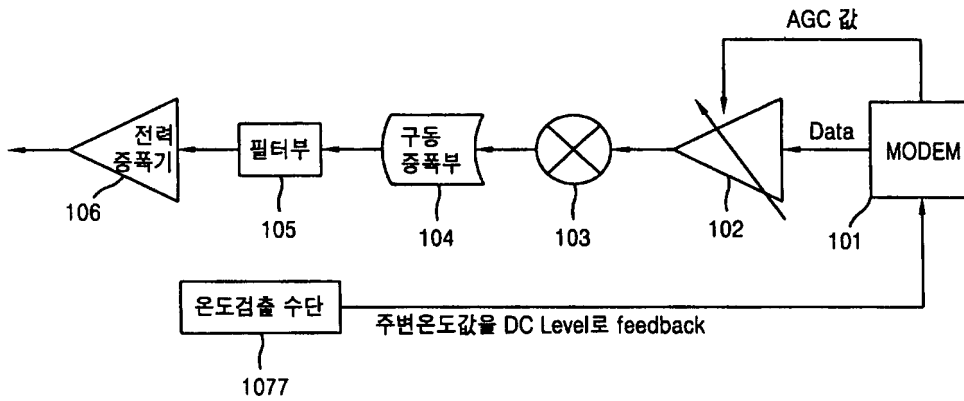 AGC 값
전력
증폭기
필터부
구동
증폭부
Data
MODEM
106
105
104
103
102
101
온도검출 수단
주변온도값을 DC Level로 feedback
1077